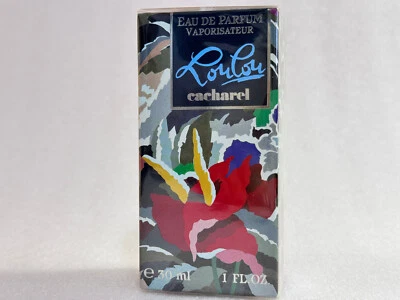 EAU DE PARFUM
VAPORISATEUR
LouLou
cacharel
e 30 ml 1 FL OZ